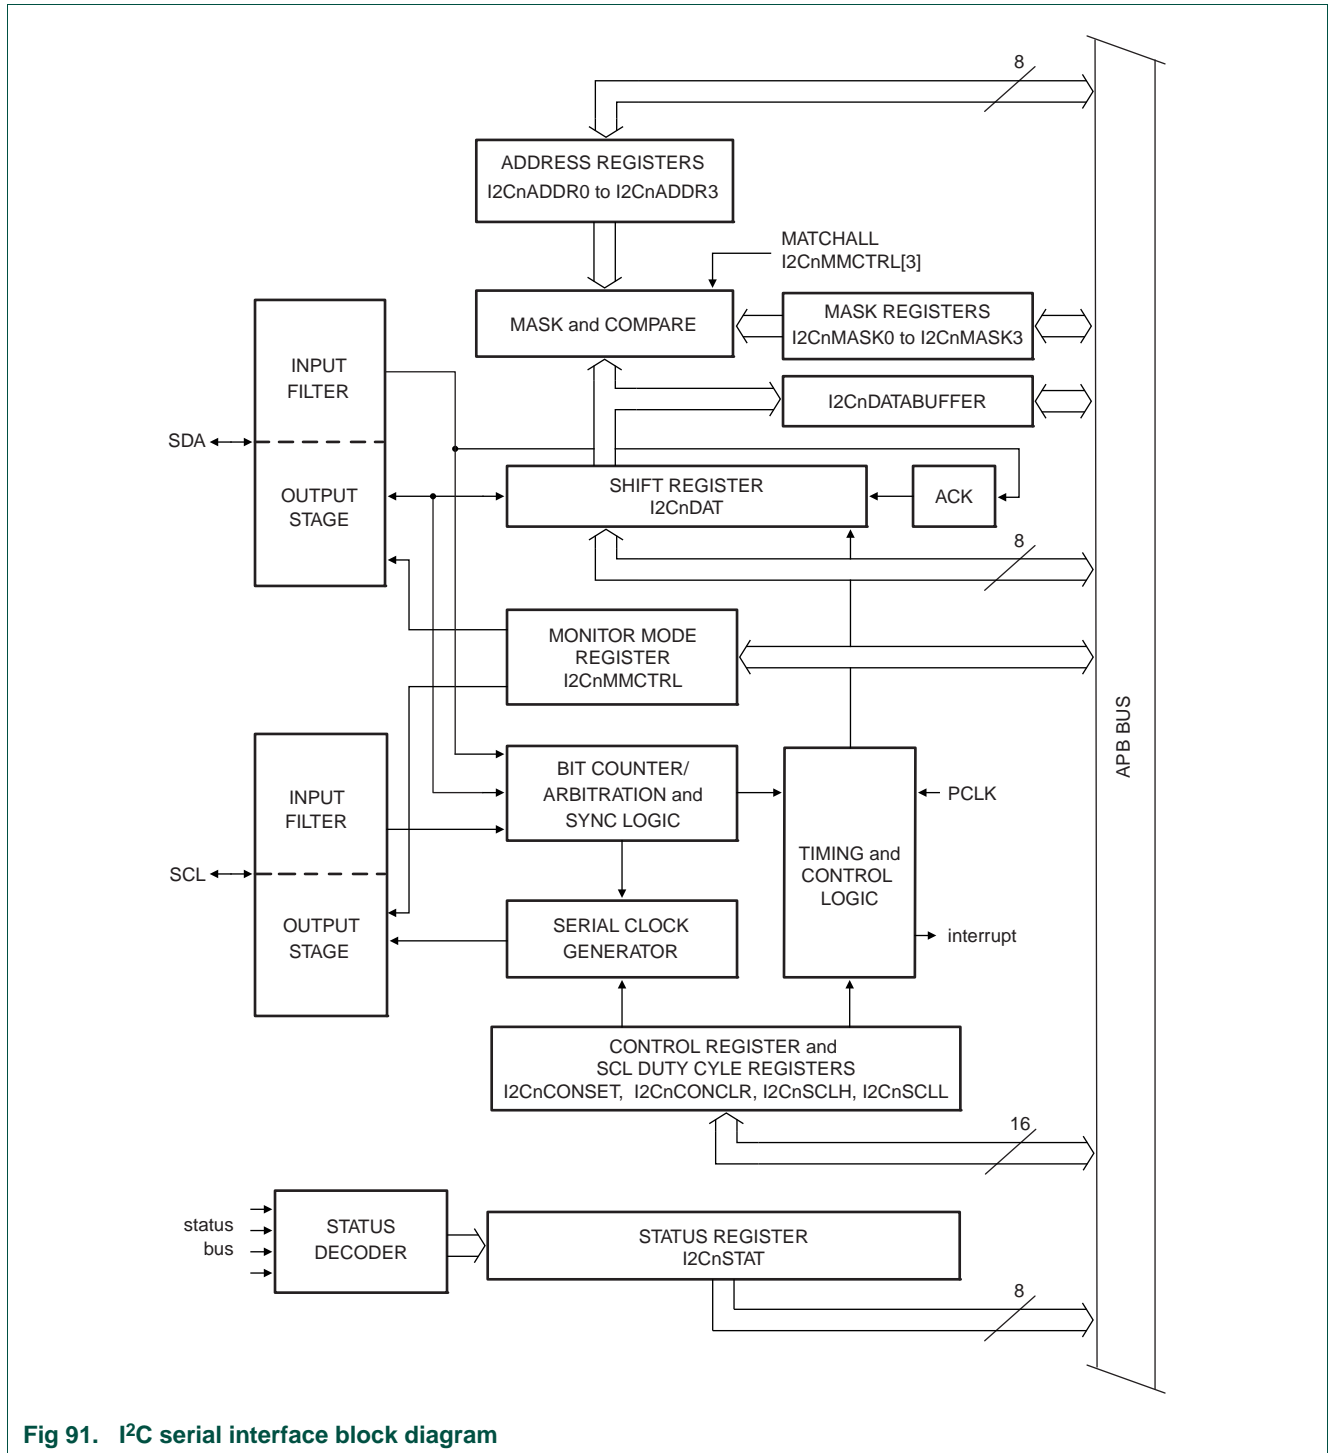 8
ADDRESS REGISTERS
I2CnADDR0 to I2CnADDR3
MATCHALL
I2CnMMCTRL[3]
MASK and COMPARE
MASK REGISTERS
I2CnMASK0 to I2CnMASK3
INPUT
FILTER
I2CnDATABUFFER
SDA
OUTPUT
STAGE
SHIFT REGISTER
I2CnDAT
ACK
8
MONITOR MODE
REGISTER
I2CnMMCTRL
APB BUS
BIT COUNTER/
ARBITRATION and
SYNC LOGIC
INPUT
FILTER
PCLK
TIMING and
CONTROL
LOGIC
SCL
OUTPUT
STAGE
SERIAL CLOCK
GENERATOR
interrupt
CONTROL REGISTER and
SCL DUTY CYLE REGISTERS
I2CnCONSET, I2CnCONCLR, I2CnSCLH, I2CnSCLL
16
status
bus
STATUS
DECODER
STATUS REGISTER
I2CnSTAT
8
Fig 91. I²C serial interface block diagram